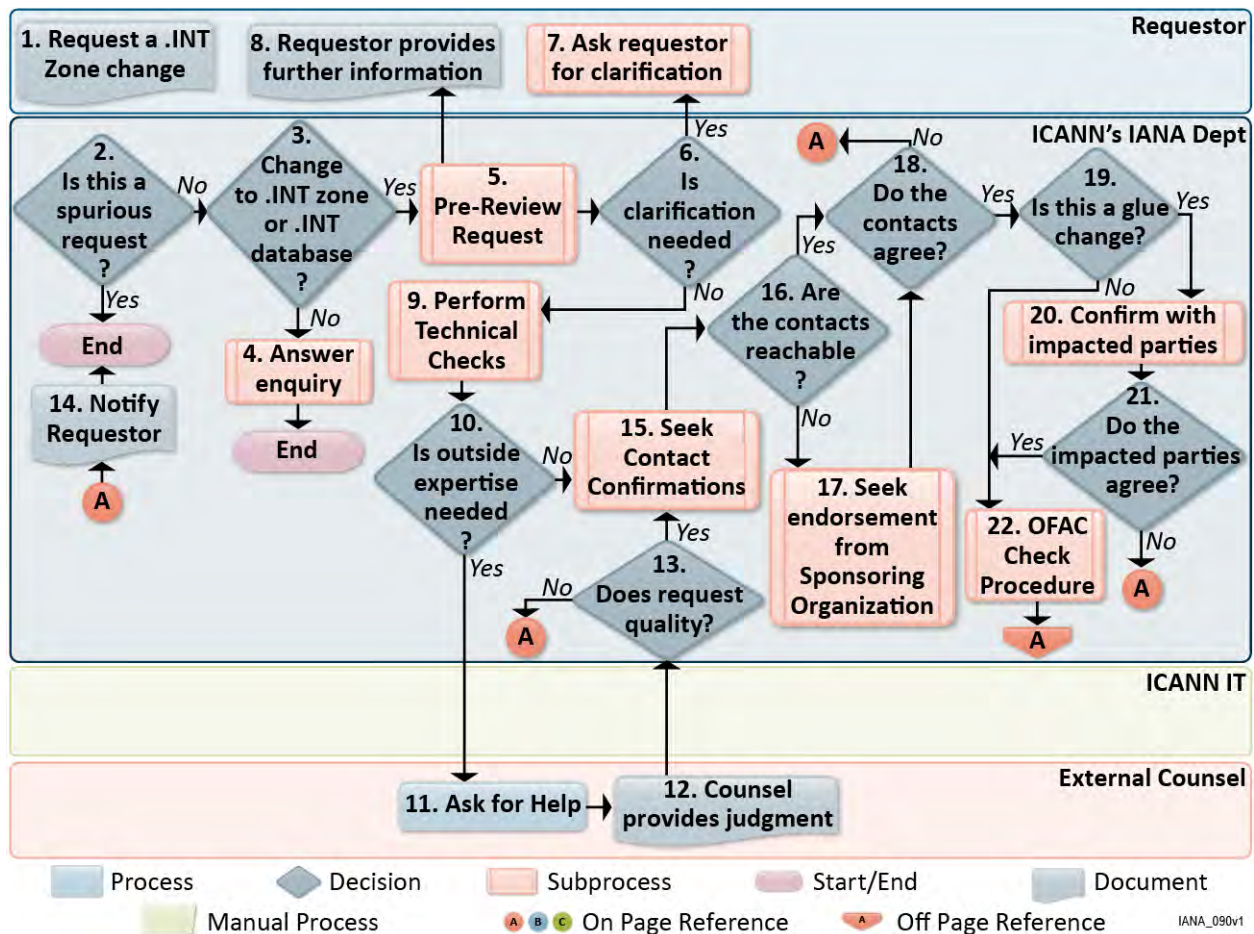 Requestor
1. Request a .INT
Zone change
8. Requestor provides
further information
7. Ask requestor
for clarification
ICANN's IANA Dept
2.
Is this a
spurious
request
?
No
Yes
End
14. Notify
Requestor
A
3.
Change
to .INT zone
or .INT
database
?
Yes
No
4. Answer
enquiry
End
5.
Pre-Review
Request
6.
Is
clarification
needed
?
Yes
No
9. Perform
Technical
Checks
10.
Is outside
expertise
needed
?
No
Yes
15. Seek
Contact
Confirmations
Yes
13.
Does request
quality?
No
A
16. Are
the contacts
reachable
?
Yes
No
17. Seek
endorsement
from
Sponsoring
Organization
A
No
18.
Do the
contacts
agree?
Yes
19.
Is this a glue
change?
Yes
No
20. Confirm with
impacted parties
21.
Do the
impacted parties
agree?
Yes
No
A
22. OFAC
Check
Procedure
A
ICANN IT
External Counsel
11. Ask for Help
12. Counsel
provides judgment
Process
Decision
Subprocess
Start/End
Document
Manual Process
A B C On Page Reference
A Off Page Reference
IANA_090v1